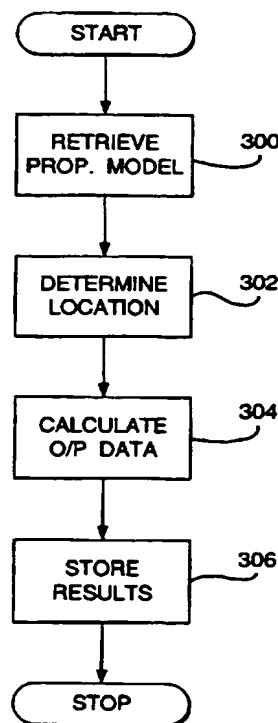 START
RETRIEVE
PROP. MODEL
300
DETERMINE
LOCATION
302
CALCULATE
O/P DATA
304
STORE
RESULTS
306
STOP